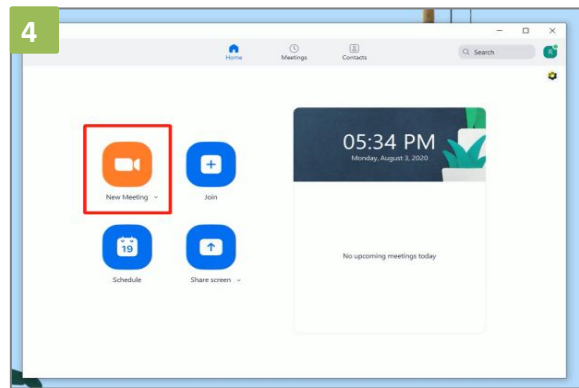 4
Home
Meetings
Contacts
Search
R
05:34 PM
Monday, August 3, 2020
New Meeting
Join
19
Schedule
Share screen
No upcoming meetings today